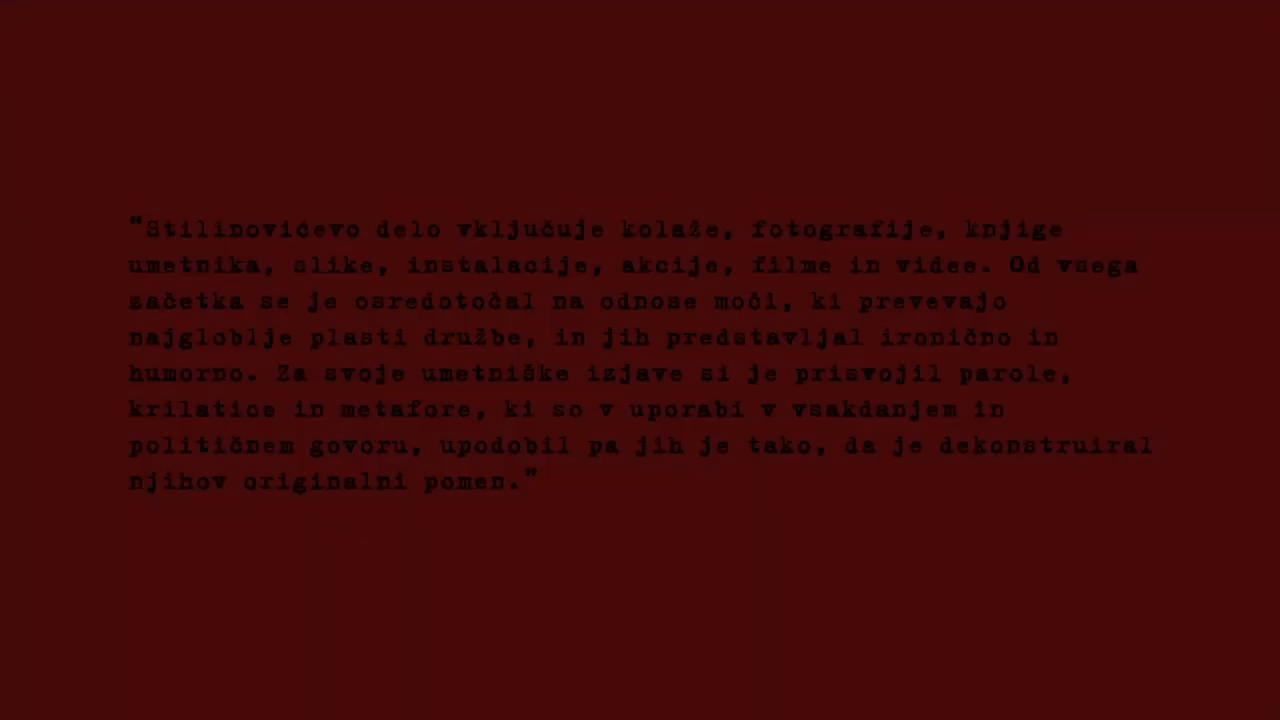 "Stilinovićevo delo vključuje kolaže, fotografije, knjige
umetnika, slike, instalacije, akcije, filme in videe. Od vsega
začetka se je osredotočal na odnose moči, ki prevevajo
najgloblje plasti družbe, in jih predstavljal ironično in
humorno. Za svoje umetniške izjave si je prisvojil parole,
krilatice in metafore, ki so v uporabi v vsakdanjem in
političnem govoru, upodobil pa jih je tako, da je dekonstruiral
njihov originalni pomen."